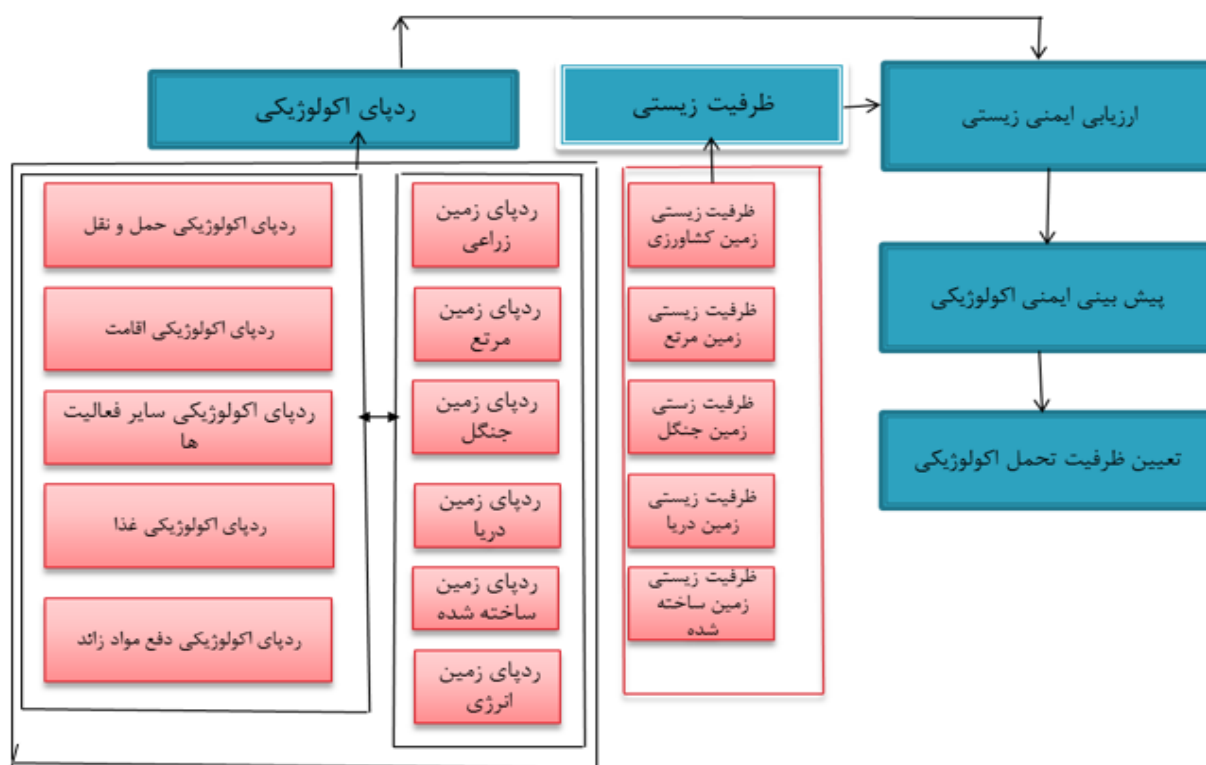 ردپای اکولوژیکی
ظرفیت زیستی
ارزیابی ایمنی زیستی
پیش بینی ایمنی اکولوژیکی
تعیین ظرفیت تحمل اکولوژیکی
ظرفیت زیستی
زمین کشاورزی
ظرفیت زیستی
زمین مرتع
ظرفیت زستی
زمین جنگل
ظرفیت زیستی
زمین دریا
ظرفیت زیستی
زمین ساخته
شده
ردپای زمین
زراعی
ردپای زمین
مرتع
ردپای زمین
جنگل
ردپای زمین
دریا
ردپای زمین
ساخته شده
ردپای زمین
انرژی
ردپای اکولوژیکی حمل و نقل
ردپای اکولوژیکی اقامت
ردپای اکولوژیکی سایر فعالیت
ها
ردپای اکولوژیکی غذا
ردپای اکولوژیکی دفع مواد زائد